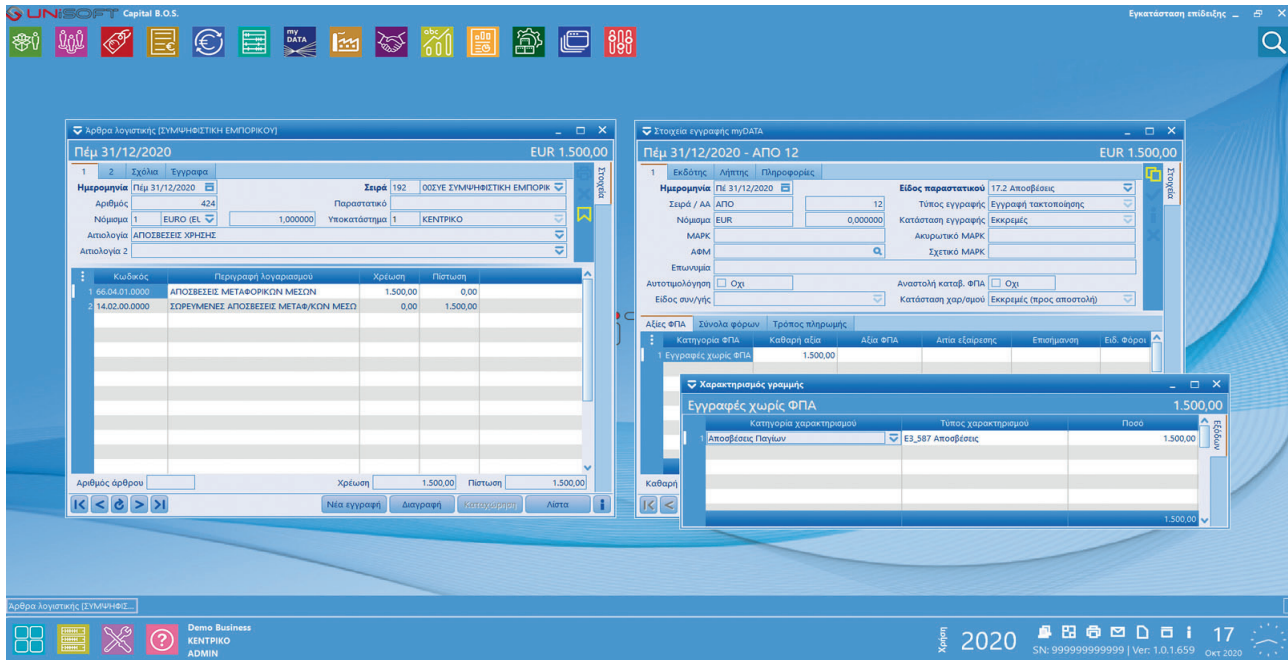 UNISOFT Capital B.O.S.
Εγκατάσταση επίδειξης
my DATA
abc
Άρθρα λογιστικής [ΣΥΜΨΗΦΙΣΤΙΚΗ ΕΜΠΟΡΙΚΟΥ]
Πέμ 31/12/2020 EUR 1.500,00
1 2 Σχόλια Έγγραφα
Στοιχεία
Ημερομηνία Πέμ 31/12/2020 Σειρά 192 00ΣΥΕ ΣΥΜΨΗΦΙΣΤΙΚΗ ΕΜΠΟΡΙΚ
Αριθμός 424 Παραστατικό
Νόμισμα 1 EURO (EL 1,000000 Υποκατάστημα 1 ΚΕΝΤΡΙΚΟ
Αιτιολογία ΑΠΟΣΒΕΣΕΙΣ ΧΡΗΣΗΣ
Αιτιολογία 2
Κωδικός Περιγραφή λογαριασμού Χρέωση Πίστωση
1 66.04.01.0000 ΑΠΟΣΒΕΣΕΙΣ ΜΕΤΑΦΟΡΙΚΩΝ ΜΕΣΩΝ 1.500,00 0,00
2 14.02.00.0000 ΣΩΡΕΥΜΕΝΕΣ ΑΠΟΣΒΕΣΕΙΣ ΜΕΤΑΦ/ΚΩΝ ΜΕΣΩ 0,00 1.500,00
Αριθμός άρθρου Χρέωση 1.500,00 Πίστωση 1.500,00
Νέα εγγραφή Διαγραφή Καταχώρηση Λίστα
Στοιχεία εγγραφής myDATA
Πέμ 31/12/2020 - ΑΠΟ 12 EUR 1.500,00
1 Εκδότης Λήπτης Πληροφορίες
Στοιχεία
Ημερομηνία Πέ 31/12/2020 Είδος παραστατικού 17.2 Αποσβέσεις
Σειρά / ΑΑ ΑΠΟ 12 Τύπος εγγραφής Εγγραφή τακτοποίησης
Νόμισμα EUR 0,000000 Κατάσταση εγγραφής Εκκρεμές
ΜΑΡΚ Ακυρωτικό ΜΑΡΚ
ΑΦΜ Σχετικό ΜΑΡΚ
Επωνυμία
Αυτοτιμολόγηση Οχι Αναστολή καταβ. ΦΠΑ Οχι
Είδος συν/γής Κατάσταση χαρ/σμού Εκκρεμές (προς αποστολή)
Αξίες ΦΠΑ Σύνολα φόρων Τρόπος πληρωμής
Κατηγορία ΦΠΑ Καθαρή αξία Αξία ΦΠΑ Αιτία εξαίρεσης Επισήμανση Ειδ. Φόροι
1 Εγγραφές χωρίς ΦΠΑ 1.500,00
Καθαρή
Χαρακτηρισμός γραμμής
Εγγραφές χωρίς ΦΠΑ 1.500,00
Κατηγορία χαρακτηρισμού Τύπος χαρακτηρισμού Ποσό
Εξόδων
1 Αποσβέσεις Παγίων Ε3_587 Αποσβέσεις 1.500,00
1.500,00
Άρθρα λογιστικής [ΣΥΜΨΗΦΙΣ...
Demo Business
ΚΕΝΤΡΙΚΟ
ADMIN
Χρήση 2020
SN: 999999999999 | Ver: 1.0.1.659
17
Οκτ 2020